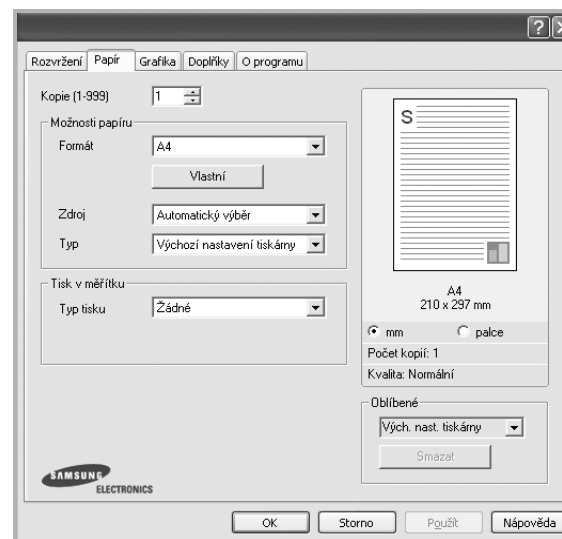 Rozvržení Papír Grafika Doplňky O programu
Kopie (1-999) 1
Možnosti papíru
Formát A4
Vlastní
Zdroj Automatický výběr
Typ Výchozí nastavení tiskárny
Tisk v měřítku
Typ tisku Žádné
S
A4
210 x 297 mm
mm palce
Počet kopií: 1
Kvalita: Normální
Oblíbené
Vých. nast. tiskárny
Smazat
SAMSUNG
ELECTRONICS
OK Storno Použít Nápověda